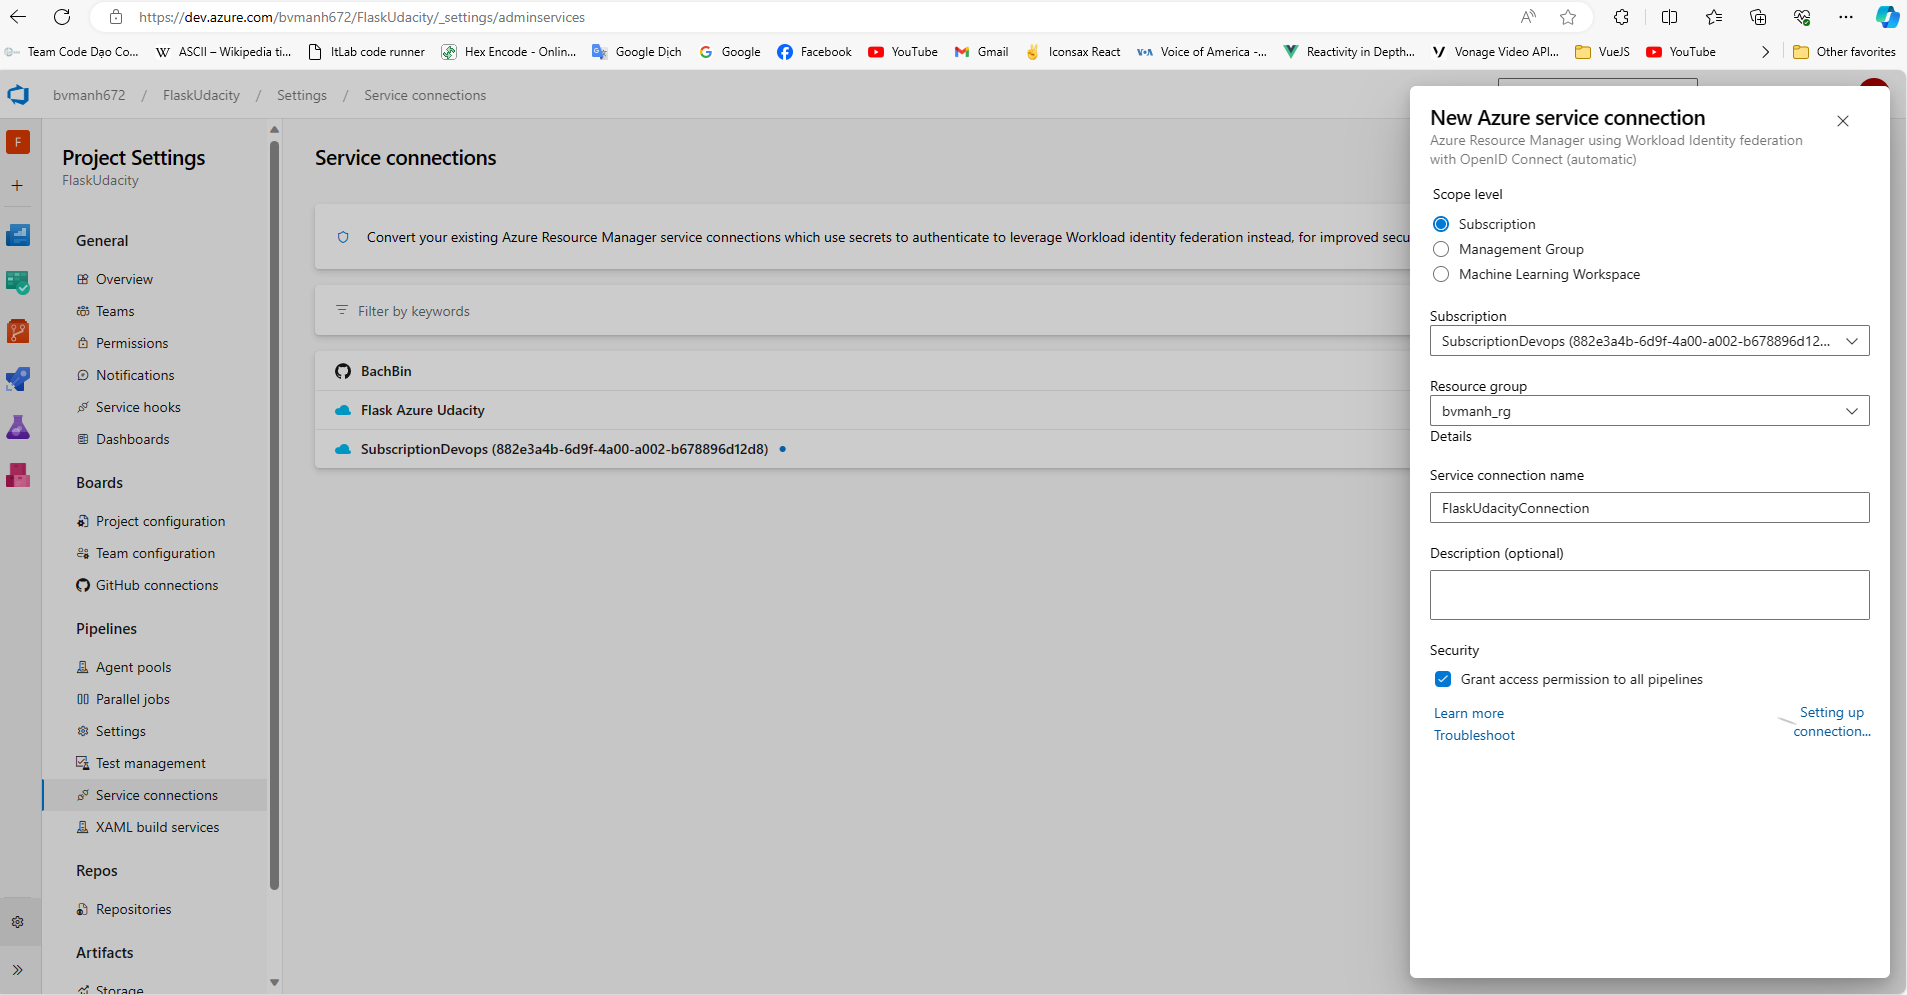 https://dev.azure.com/bvmanh672/FlaskUdacity/_settings/adminservices
Team Code Dạo Co...
ASCII – Wikipedia ti...
ItLab code runner
Hex Encode - Onlin...
Google Dịch
Google
Facebook
YouTube
Gmail
Iconsax React
VOA
Voice of America -...
Reactivity in Depth...
Vonage Video API...
VueJS
YouTube
Other favorites
bvmanh672 / FlaskUdacity / Settings / Service connections
F
Project Settings
FlaskUdacity
General
Overview
Teams
Permissions
Notifications
Service hooks
Dashboards
Boards
Project configuration
Team configuration
GitHub connections
Pipelines
Agent pools
Parallel jobs
Settings
Test management
Service connections
XAML build services
Repos
Repositories
Artifacts
Storage
Service connections
Convert your existing Azure Resource Manager service connections which use secrets to authenticate to leverage Workload identity federation instead, for improved secu
Filter by keywords
BachBin
Flask Azure Udacity
SubscriptionDevops (882e3a4b-6d9f-4a00-a002-b678896d12d8)
New Azure service connection
Azure Resource Manager using Workload Identity federation
with OpenID Connect (automatic)
Scope level
Subscription
Management Group
Machine Learning Workspace
Subscription
SubscriptionDevops (882e3a4b-6d9f-4a00-a002-b678896d12...
Resource group
bvmanh_rg
Details
Service connection name
FlaskUdacityConnection
Description (optional)
Security
Grant access permission to all pipelines
Learn more
Troubleshoot
Setting up
connection...